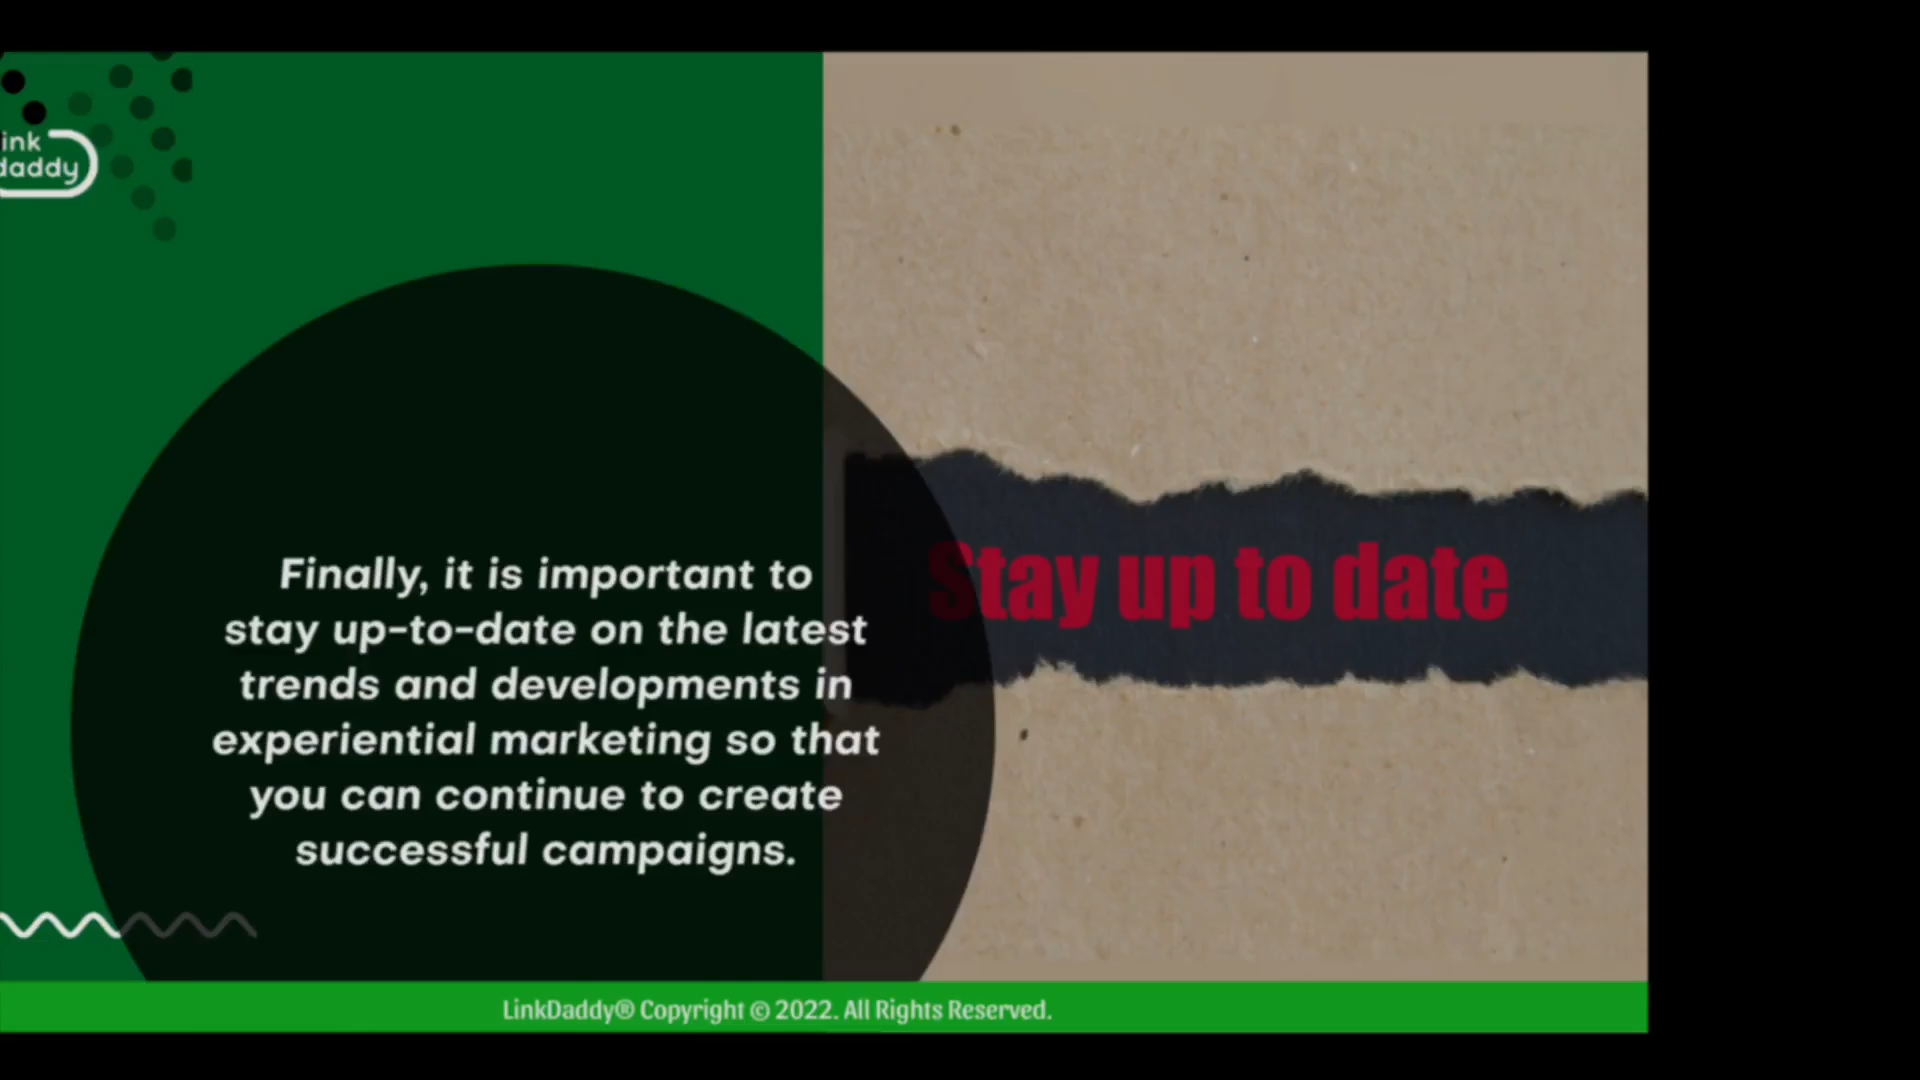 ink
daddy
Finally, it is important to
stay up-to-date on the latest
trends and developments in
experiential marketing so that
you can continue to create
successful campaigns.
Stay up to date
LinkDaddy® Copyright © 2022. All Rights Reserved.